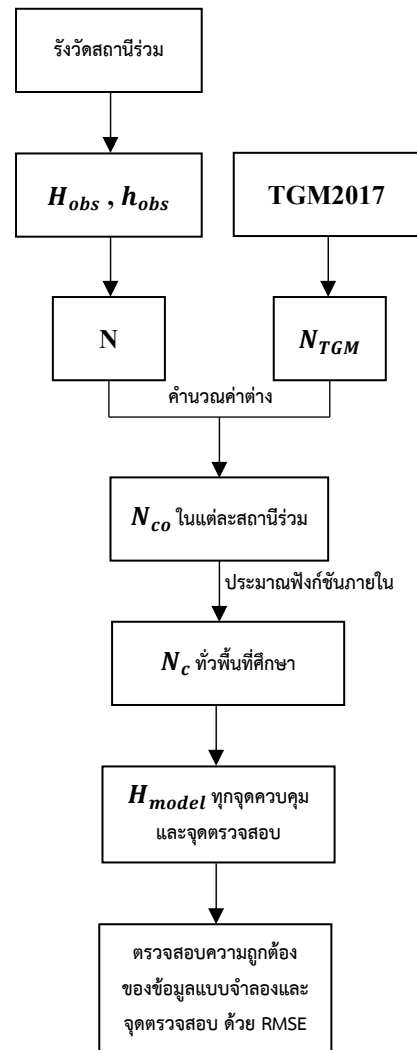 รังวัดสถานีร่วม
H_obs , h_obs
TGM2017
N
N_TGM
คำนวณค่าต่าง
N_co ในแต่ละสถานีร่วม
ประมาณฟังก์ชันภายใน
N_c ทั่วพื้นที่ศึกษา
H_model ทุกจุดควบคุม
และจุดตรวจสอบ
ตรวจสอบความถูกต้อง
ของข้อมูลแบบจำลองและ
จุดตรวจสอบ ด้วย RMSE